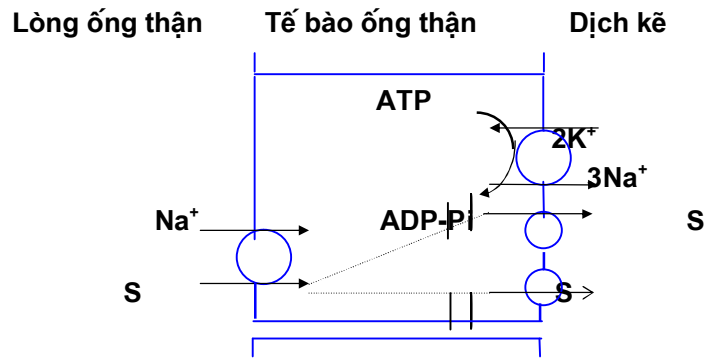 Lòng ống thận Tế bào ống thận Dịch kẽ
ATP
2K⁺
3Na⁺
Na⁺ ADP-Pi S
S S